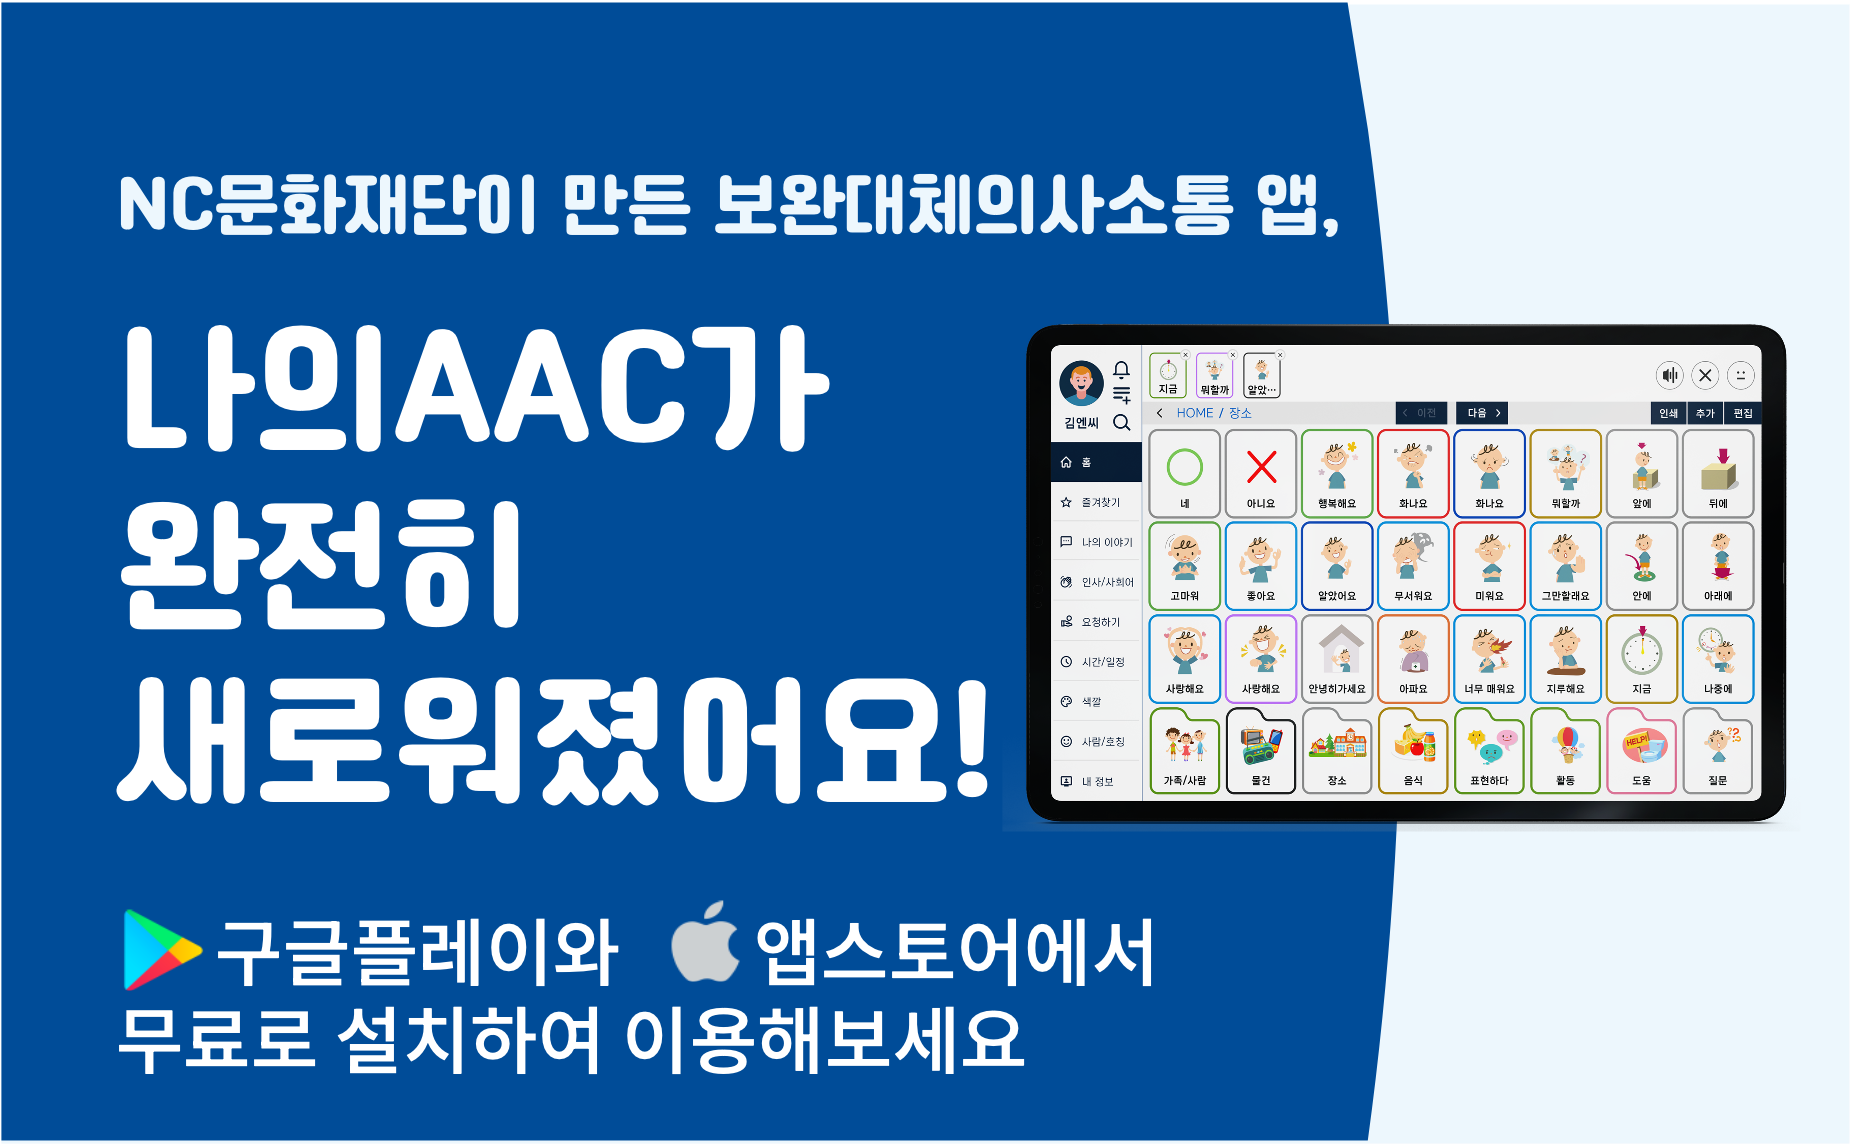 NC문화재단이 만든 보완대체의사소통 앱,
나의AAC가
완전히
새로워졌어요!
구글플레이와 앱스토어에서
무료로 설치하여 이용해보세요
김엔씨
홈
즐겨찾기
나의 이야기
인사/사회어
요청하기
시간/일정
색깔
사람/호칭
내 정보
지금 뭐할까 알았…
HOME / 장소 이전 다음 인쇄 추가 편집
네 아니요 행복해요 화나요 화나요 뭐할까 앞에 뒤에
고마워 좋아요 알았어요 무서워요 미워요 그만할래요 안에 아래에
사랑해요 사랑해요 안녕히가세요 아파요 너무 매워요 지루해요 지금 나중에
HELP!
가족/사람 물건 장소 음식 표현하다 활동 도움 질문